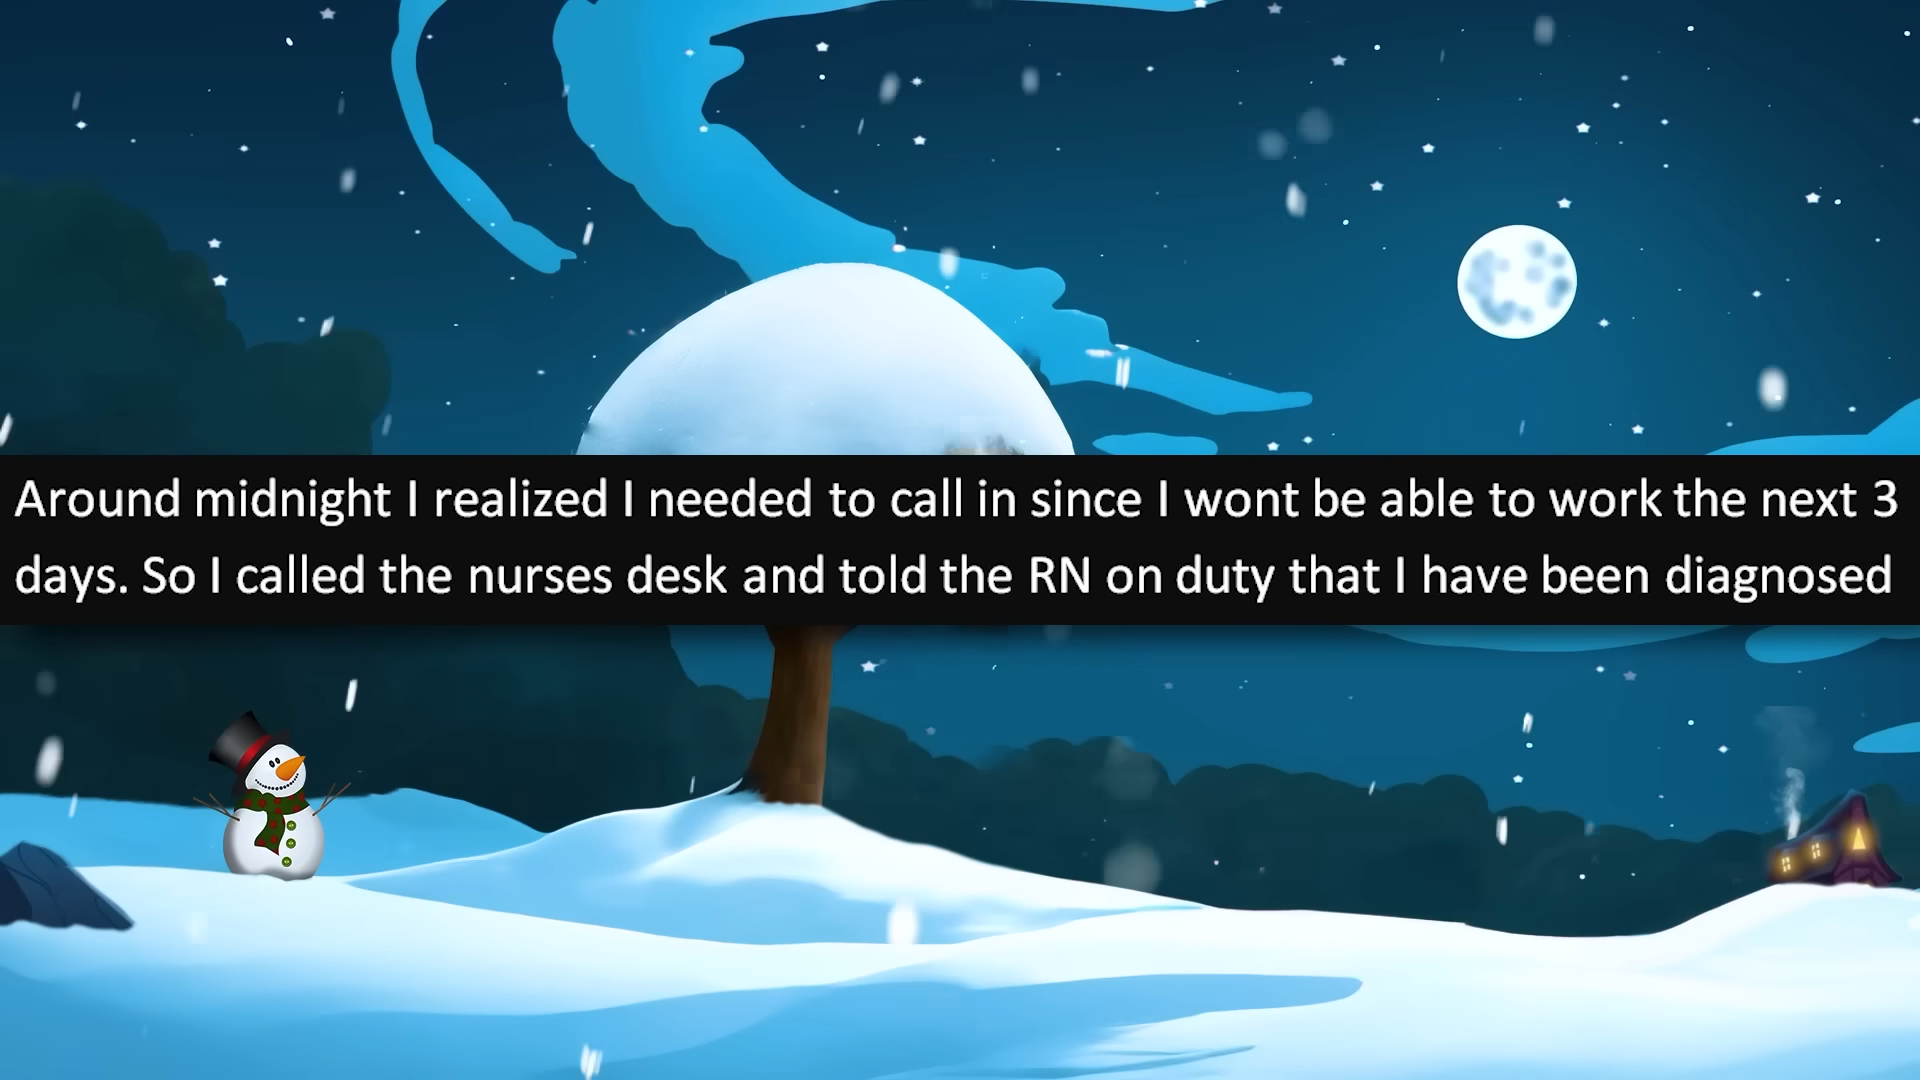 Around midnight I realized I needed to call in since I wont be able to work the next 3
days. So I called the nurses desk and told the RN on duty that I have been diagnosed